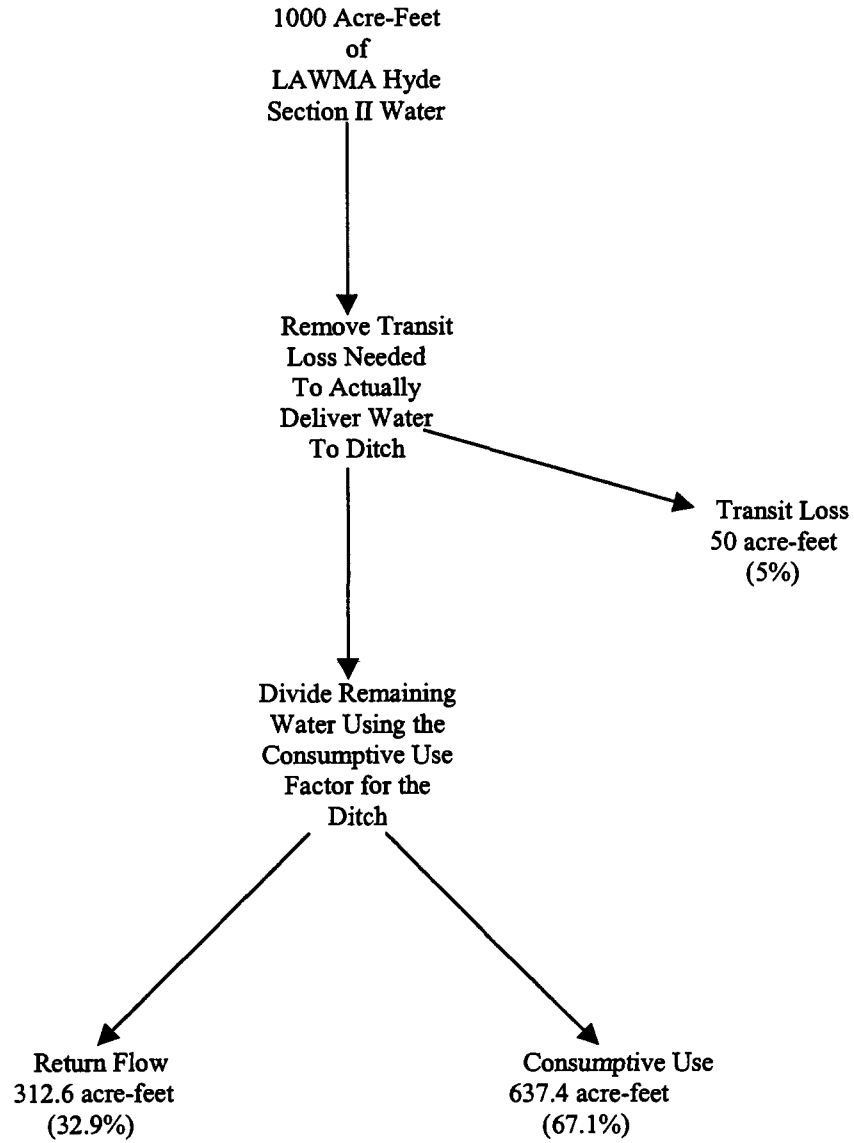 1000 Acre-Feet
of
LAWMA Hyde
Section II Water
Remove Transit
Loss Needed
To Actually
Deliver Water
To Ditch
Transit Loss
50 acre-feet
(5%)
Divide Remaining
Water Using the
Consumptive Use
Factor for the
Ditch
Return Flow
312.6 acre-feet
(32.9%)
Consumptive Use
637.4 acre-feet
(67.1%)